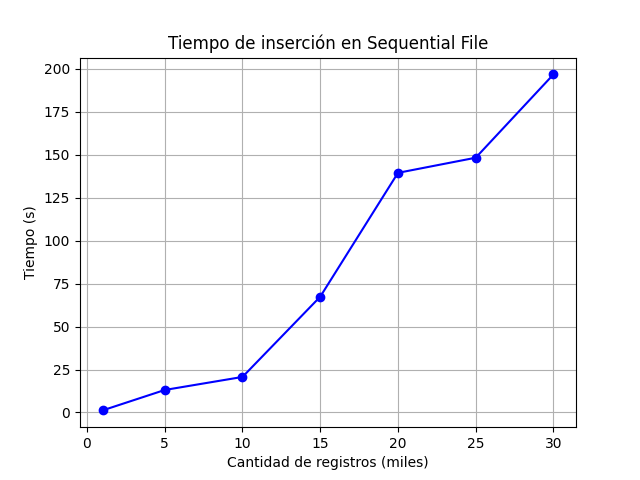 Tiempo de inserción en Sequential File
200
175
150
125
100
75
50
25
0
Tiempo (s)
0 5 10 15 20 25 30
Cantidad de registros (miles)